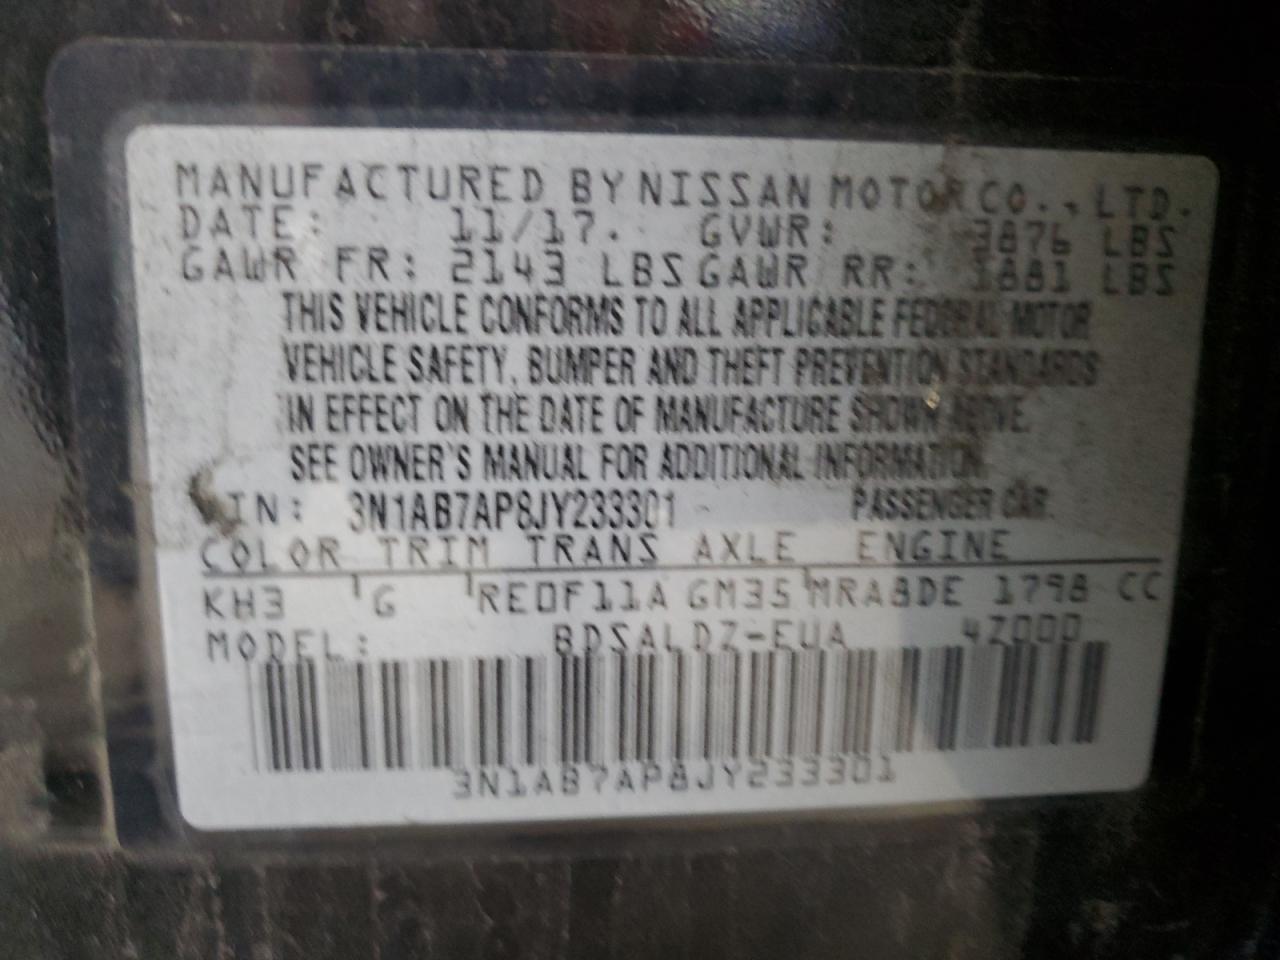 MANUFACTURED BY NISSAN MOTOR CO., LTD.
DATE: 11/17. GVWR: 3876 LBS
GAWR FR: 2143 LBS GAWR RR: 1881 LBS
THIS VEHICLE CONFORMS TO ALL APPLICABLE FEDERAL MOTOR
VEHICLE SAFETY, BUMPER AND THEFT PREVENTION STANDARDS
IN EFFECT ON THE DATE OF MANUFACTURE SHOWN ABOVE.
SEE OWNER'S MANUAL FOR ADDITIONAL INFORMATION.
VIN: 3N1AB7AP8JY233301 PASSENGER CAR
COLOR TRIM TRANS AXLE ENGINE
KH3 G RE0F11A GM35 MRA8DE 1798 CC
MODEL: BDSALDZ-EUA 4Z000
3N1AB7AP8JY233301